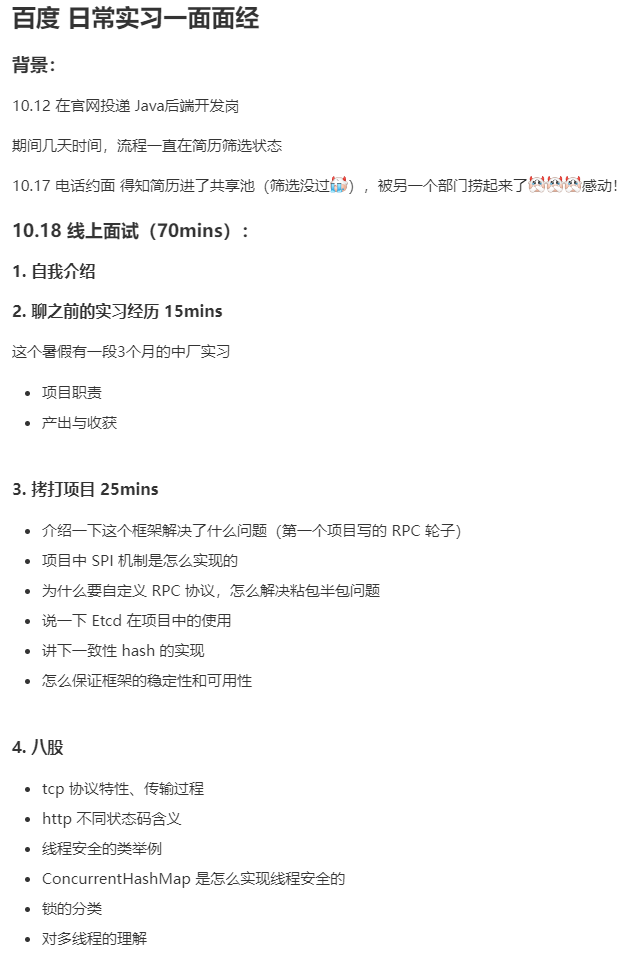 百度 日常实习一面面经
背景：
10.12 在官网投递 Java后端开发岗
期间几天时间，流程一直在简历筛选状态
10.17 电话约面 得知简历进了共享池（筛选没过），被另一个部门捞起来了感动！
10.18 线上面试（70mins）：
1. 自我介绍
2. 聊之前的实习经历 15mins
这个暑假有一段3个月的中厂实习
• 项目职责
• 产出与收获
3. 拷打项目 25mins
• 介绍一下这个框架解决了什么问题（第一个项目写的 RPC 轮子）
• 项目中 SPI 机制是怎么实现的
• 为什么要自定义 RPC 协议，怎么解决粘包半包问题
• 说一下 Etcd 在项目中的使用
• 讲下一致性 hash 的实现
• 怎么保证框架的稳定性和可用性
4. 八股
• tcp 协议特性、传输过程
• http 不同状态码含义
• 线程安全的类举例
• ConcurrentHashMap 是怎么实现线程安全的
• 锁的分类
• 对多线程的理解